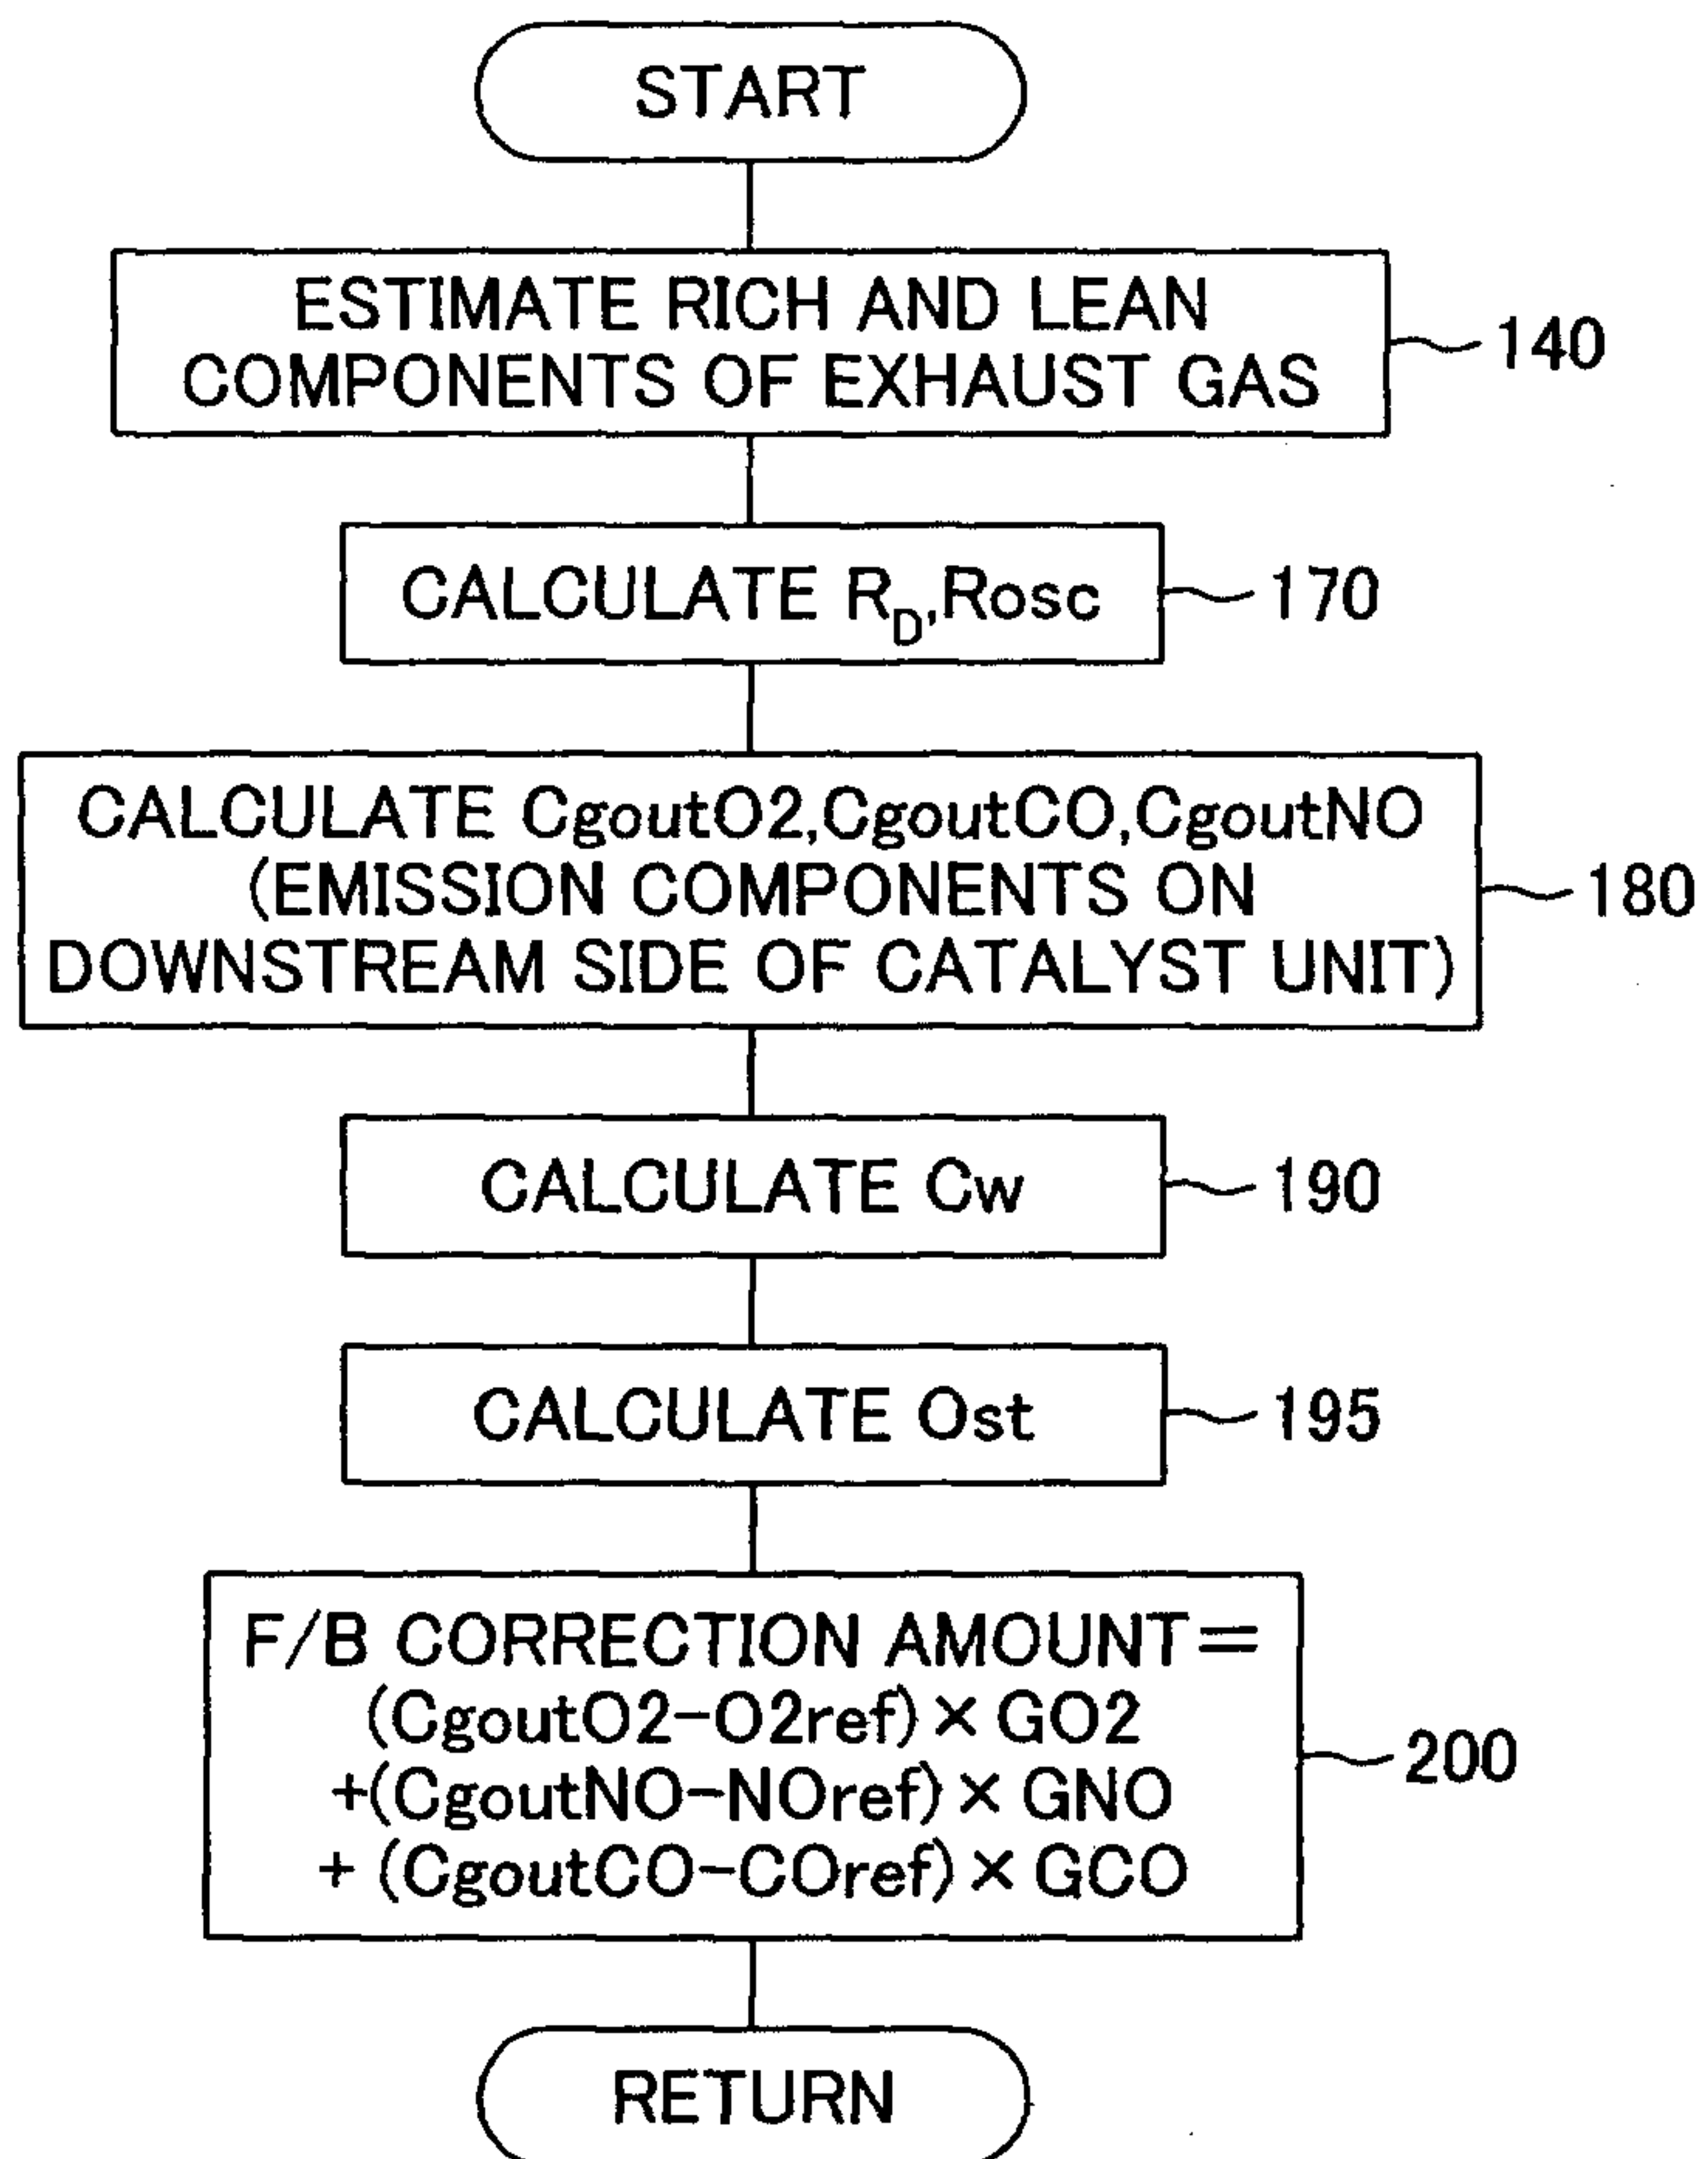 START
ESTIMATE RICH AND LEAN
COMPONENTS OF EXHAUST GAS
140
CALCULATE R_D,Rosc
170
CALCULATE CgoutO2,CgoutCO,CgoutNO
(EMISSION COMPONENTS ON
DOWNSTREAM SIDE OF CATALYST UNIT)
180
CALCULATE Cw
190
CALCULATE Ost
195
F/B CORRECTION AMOUNT=
(CgoutO2-O2ref)× GO2
+(CgoutNO-NOref)× GNO
+ (CgoutCO-COref)× GCO
200
RETURN